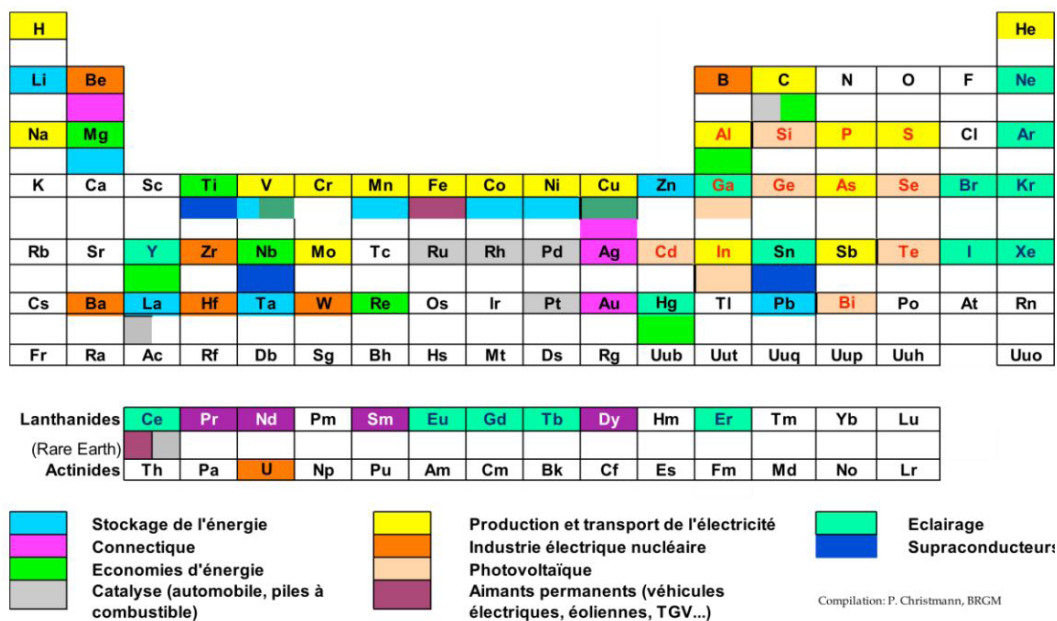 H He
Li Be B C N O F Ne
Na Mg Al Si P S Cl Ar
K Ca Sc Ti V Cr Mn Fe Co Ni Cu Zn Ga Ge As Se Br Kr
Rb Sr Y Zr Nb Mo Tc Ru Rh Pd Ag Cd In Sn Sb Te I Xe
Cs Ba La Hf Ta W Re Os Ir Pt Au Hg Tl Pb Bi Po At Rn
Fr Ra Ac Rf Db Sg Bh Hs Mt Ds Rg Uub Uut Uuq Uup Uuh Uuo
Lanthanides Ce Pr Nd Pm Sm Eu Gd Tb Dy Hm Er Tm Yb Lu
(Rare Earth)
Actinides Th Pa U Np Pu Am Cm Bk Cf Es Fm Md No Lr
Stockage de l'énergie
Connectique
Economies d'énergie
Catalyse (automobile, piles à
combustible)
Production et transport de l'électricité
Industrie électrique nucléaire
Photovoltaïque
Aimants permanents (véhicules
électriques, éoliennes, TGV...)
Eclairage
Supraconducteurs
Compilation: P. Christmann, BRGM